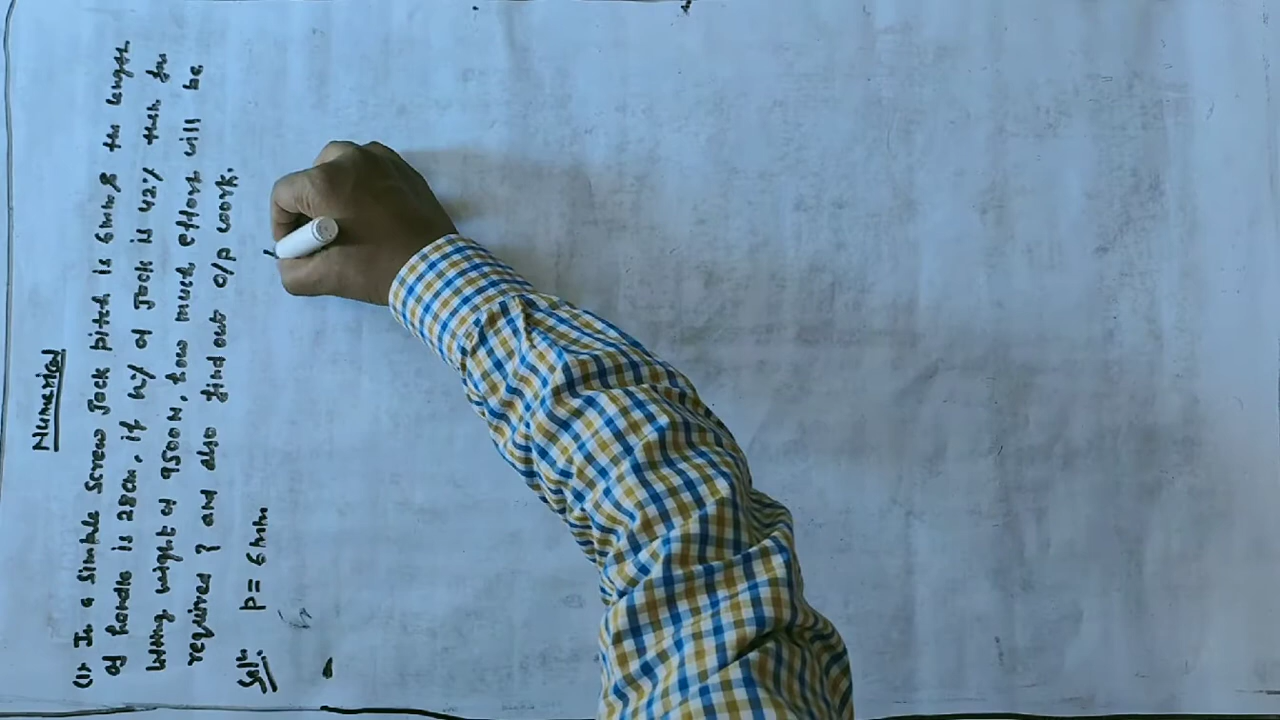 Numerical
(1) In a simple screw Jack pitch is 6mm & the length
of handle is 28cm, if η% of Jack is 42% then for
lifting weight of 9500N, how much effort will be
required ? and also find out O/P work.
Solⁿ. P = 6mm